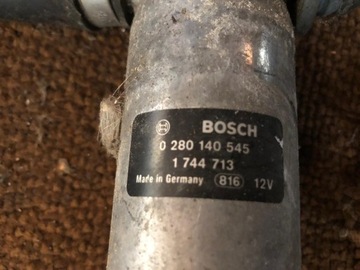 BOSCH
0 280 140 545
1 744 713
Made in Germany 816 12V